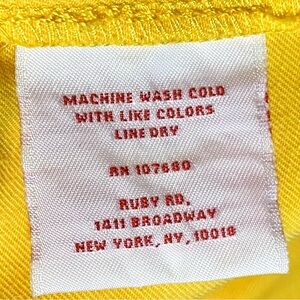 MACHINE WASH COLD
WITH LIKE COLORS
LINE DRY
RN 107680
RUBY RD,
1411 BROADWAY
NEW YORK, NY, 10018